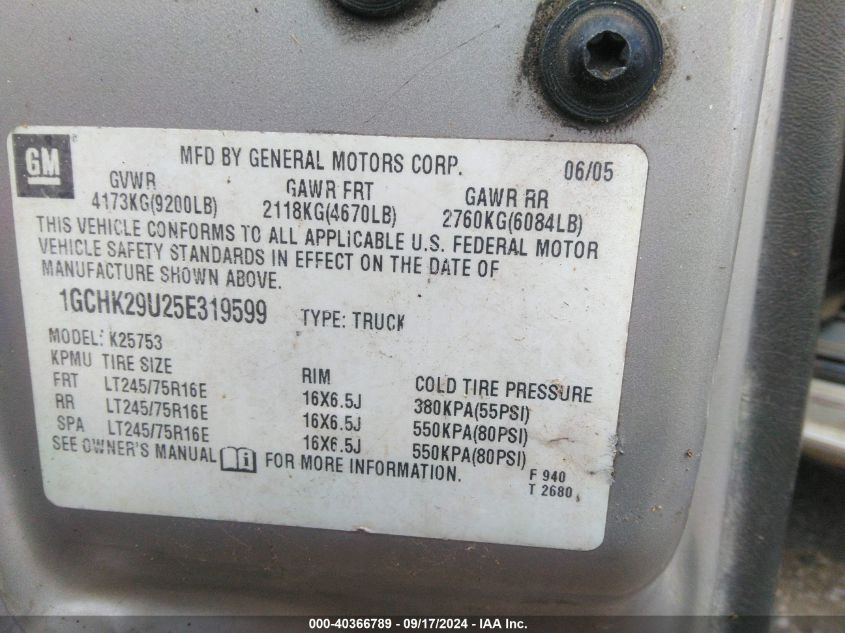 GM
MFD BY GENERAL MOTORS CORP. 06/05
GVWR GAWR FRT GAWR RR
4173KG(9200LB) 2118KG(4670LB) 2760KG(6084LB)
THIS VEHICLE CONFORMS TO ALL APPLICABLE U.S. FEDERAL MOTOR
VEHICLE SAFETY STANDARDS IN EFFECT ON THE DATE OF
MANUFACTURE SHOWN ABOVE.
1GCHK29U25E319599 TYPE: TRUCK
MODEL: K25753
KPMU TIRE SIZE RIM COLD TIRE PRESSURE
FRT LT245/75R16E 16X6.5J 380KPA(55PSI)
RR LT245/75R16E 16X6.5J 550KPA(80PSI)
SPA LT245/75R16E 16X6.5J 550KPA(80PSI)
SEE OWNER'S MANUAL FOR MORE INFORMATION.
F 940
T 2680
000-40366789 - 09/17/2024 - IAA Inc.